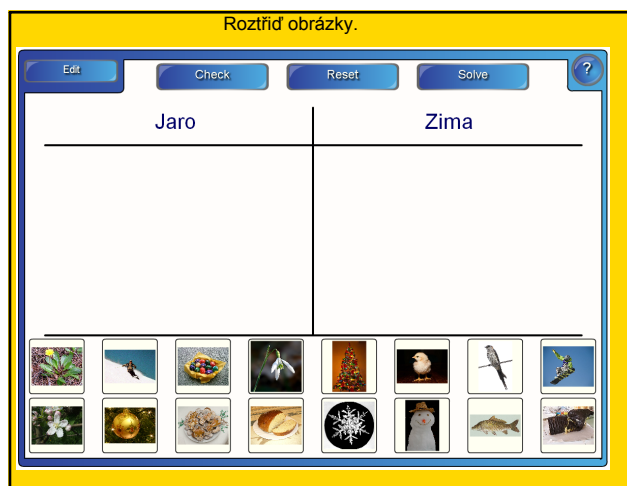 Roztřiď obrázky.
Edit
Check
Reset
Solve
?
Jaro
Zima